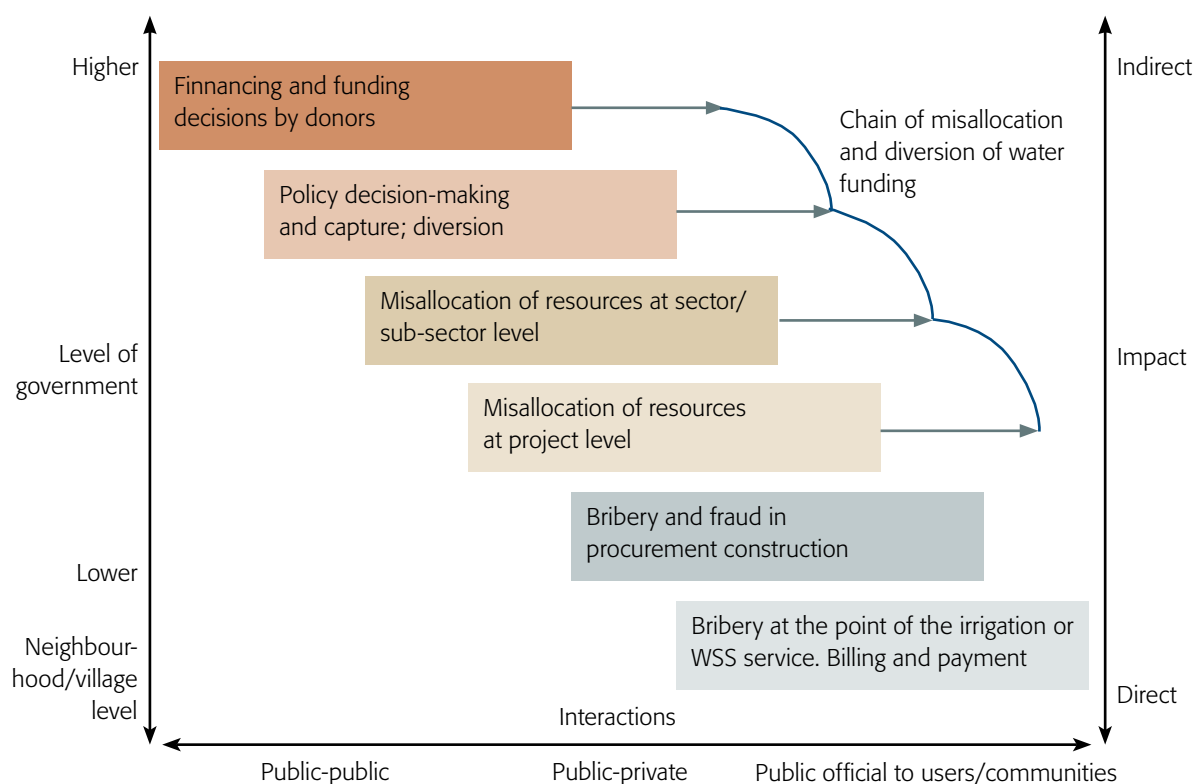 Higher
Finnancing and funding
decisions by donors
Indirect
Chain of misallocation
and diversion of water
funding
Policy decision-making
and capture; diversion
Misallocation of resources at sector/
sub-sector level
Level of
government
Impact
Misallocation of resources
at project level
Bribery and fraud in
procurement construction
Lower
Bribery at the point of the irrigation or
WSS service. Billing and payment
Neighbour-
hood/village
level
Direct
Interactions
Public-public
Public-private
Public official to users/communities